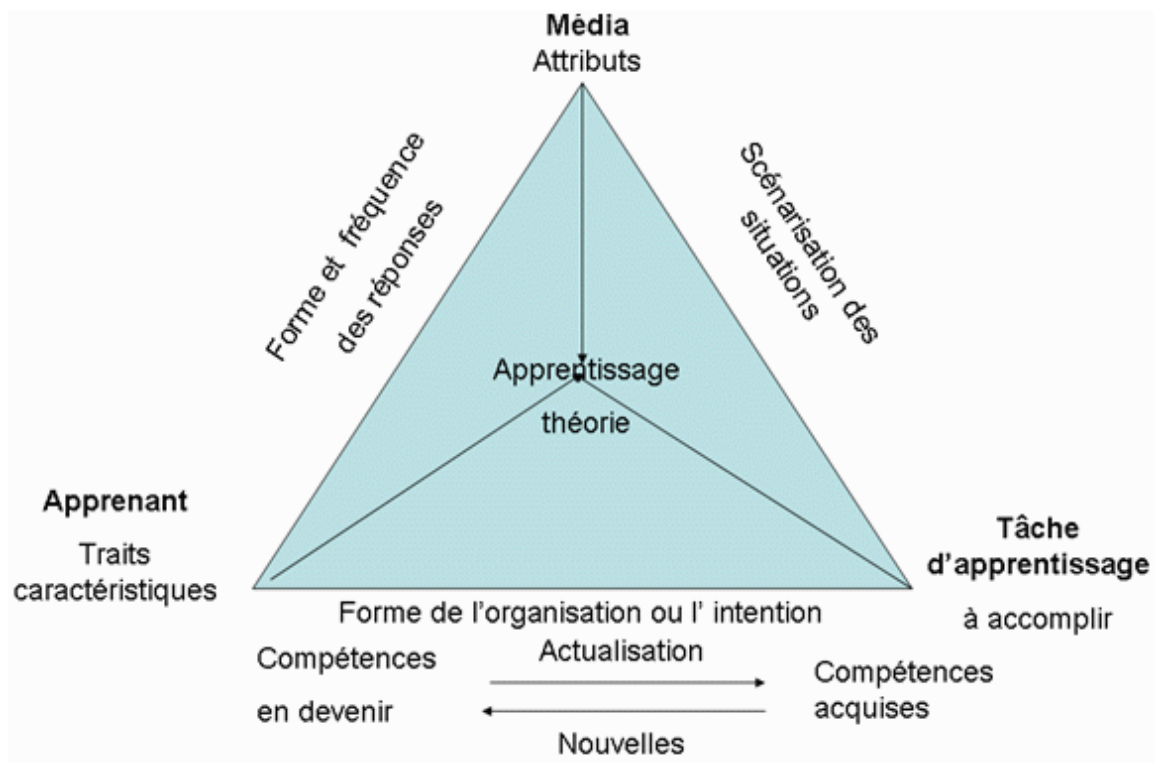 Média
Attributs
Forme et fréquence
des réponses
Scénarisation des
situations
Apprentissage
théorie
Apprenant
Traits
caractéristiques
Tâche
d'apprentissage
à accomplir
Forme de l'organisation ou l' intention
Compétences
en devenir
Actualisation
Nouvelles
Compétences
acquises